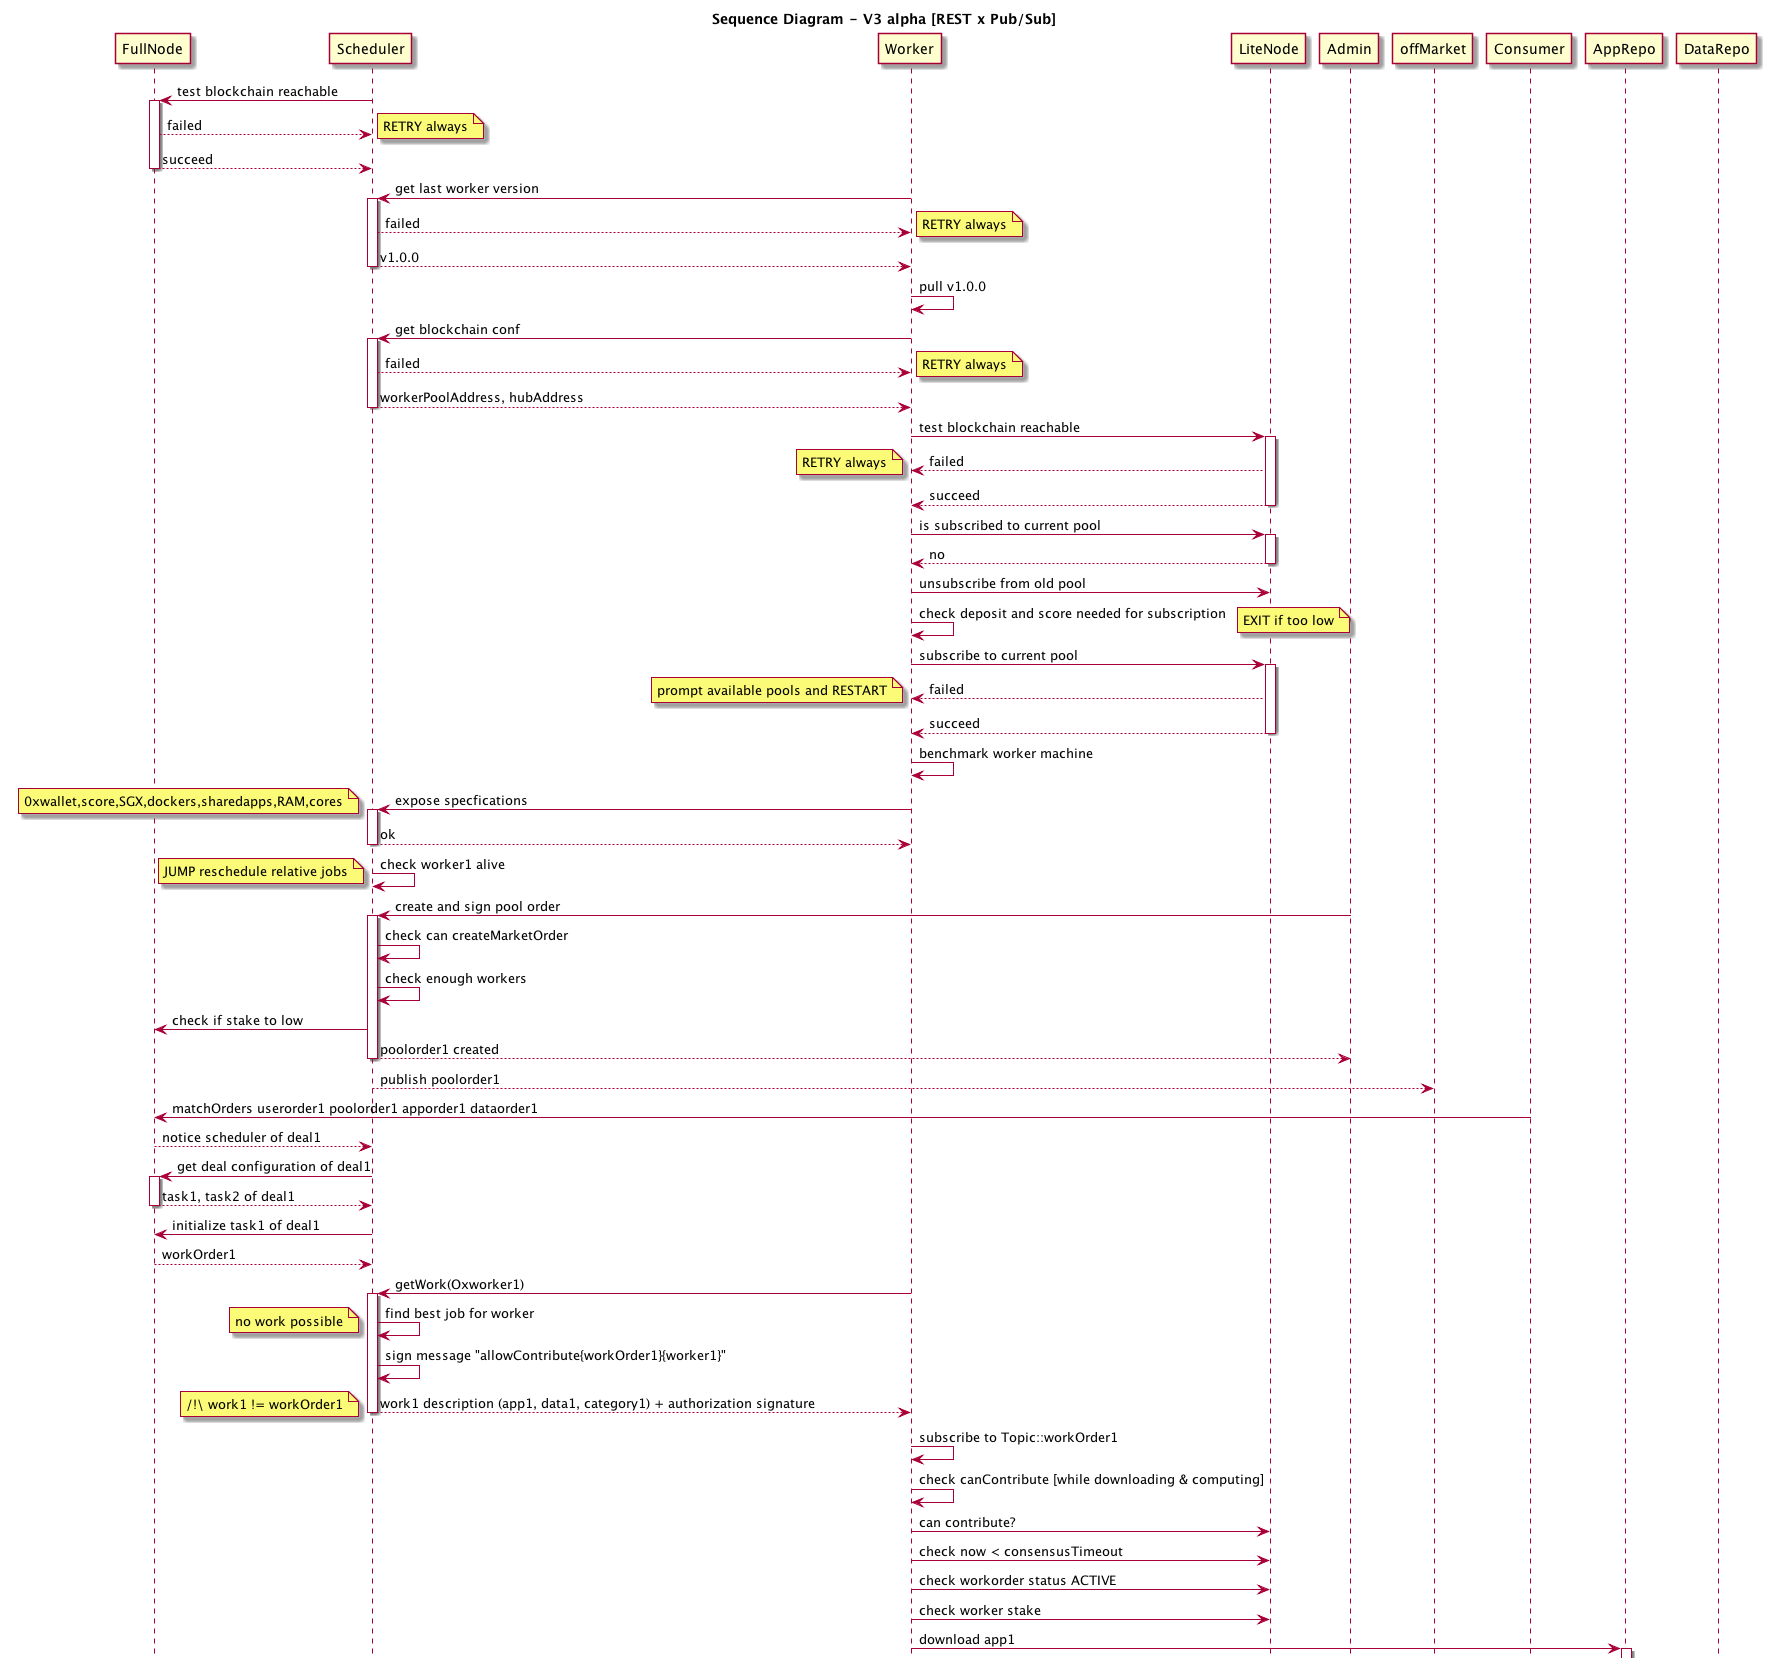 Sequence Diagram - V3 alpha [REST x Pub/Sub]
FullNode
Scheduler
Worker
LiteNode
Admin
offMarket
Consumer
AppRepo
DataRepo
test blockchain reachable
failed
RETRY always
succeed
get last worker version
failed
RETRY always
v1.0.0
pull v1.0.0
get blockchain conf
failed
RETRY always
workerPoolAddress, hubAddress
test blockchain reachable
RETRY always
failed
succeed
is subscribed to current pool
no
unsubscribe from old pool
check deposit and score needed for subscription
EXIT if too low
subscribe to current pool
prompt available pools and RESTART
failed
succeed
benchmark worker machine
0xwallet,score,SGX,dockers,sharedapps,RAM,cores
expose specfications
ok
JUMP reschedule relative jobs
check worker1 alive
create and sign pool order
check can createMarketOrder
check enough workers
check if stake to low
poolorder1 created
publish poolorder1
matchOrders userorder1 poolorder1 apporder1 dataorder1
notice scheduler of deal1
get deal configuration of deal1
task1, task2 of deal1
initialize task1 of deal1
workOrder1
getWork(Oxworker1)
no work possible
find best job for worker
sign message "allowContribute{workOrder1}{worker1}"
/!\ work1 != workOrder1
work1 description (app1, data1, category1) + authorization signature
subscribe to Topic::workOrder1
check canContribute [while downloading & computing]
can contribute?
check now < consensusTimeout
check workorder status ACTIVE
check worker stake
download app1